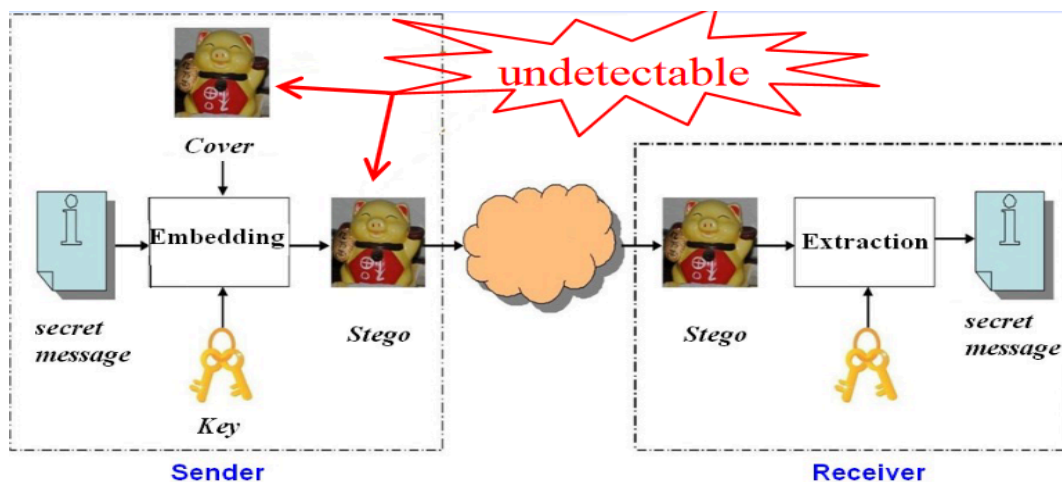 undetectable
Cover
Embedding
Extraction
i
i
secret
message
Stego
Stego
secret
message
Key
Sender
Receiver